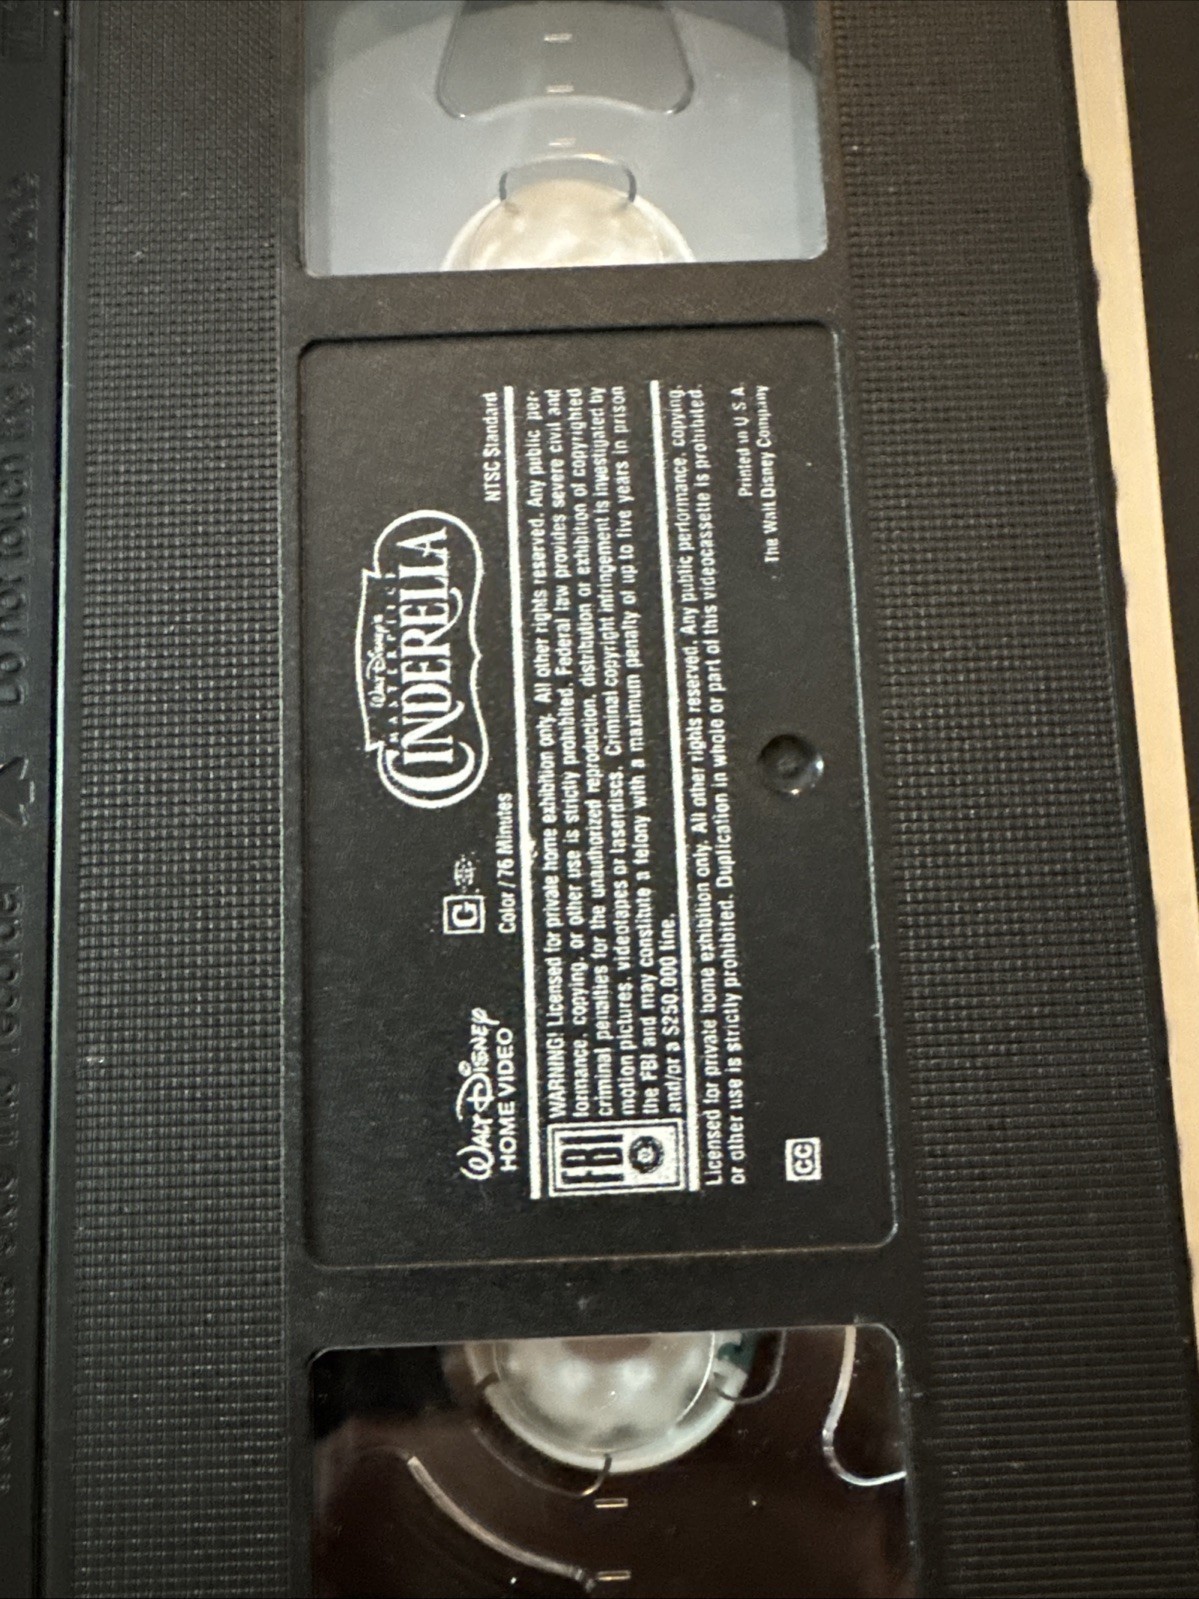 WALT DISNEY
HOME VIDEO
G
Color / 76 Minutes
WALT DISNEY'S
MASTERPIECE
CINDERELLA
NTSC Standard
FBI
WARNING! Licensed for private home exhibition only. All other rights reserved. Any public per-
formance, copying, or other use is strictly prohibited. Federal law provides severe civil and
criminal penalties for the unauthorized reproduction, distribution or exhibition of copyrighted
motion pictures, videotapes or laserdiscs. Criminal copyright infringement is investigated by
the FBI and may constitute a felony with a maximum penalty of up to five years in prison
and/or a $250,000 fine.
Licensed for private home exhibition only. All other rights reserved. Any public performance, copying,
or other use is strictly prohibited. Duplication in whole or part of this videocassette is prohibited.
CC
Printed in U.S.A.
The Walt Disney Company
Do not touch the tape inside